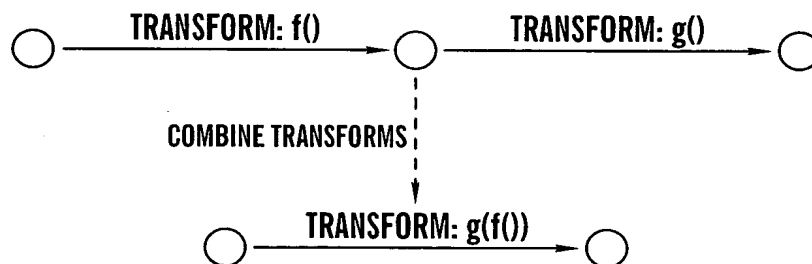 TRANSFORM: f()
TRANSFORM: g()
COMBINE TRANSFORMS
TRANSFORM: g(f())